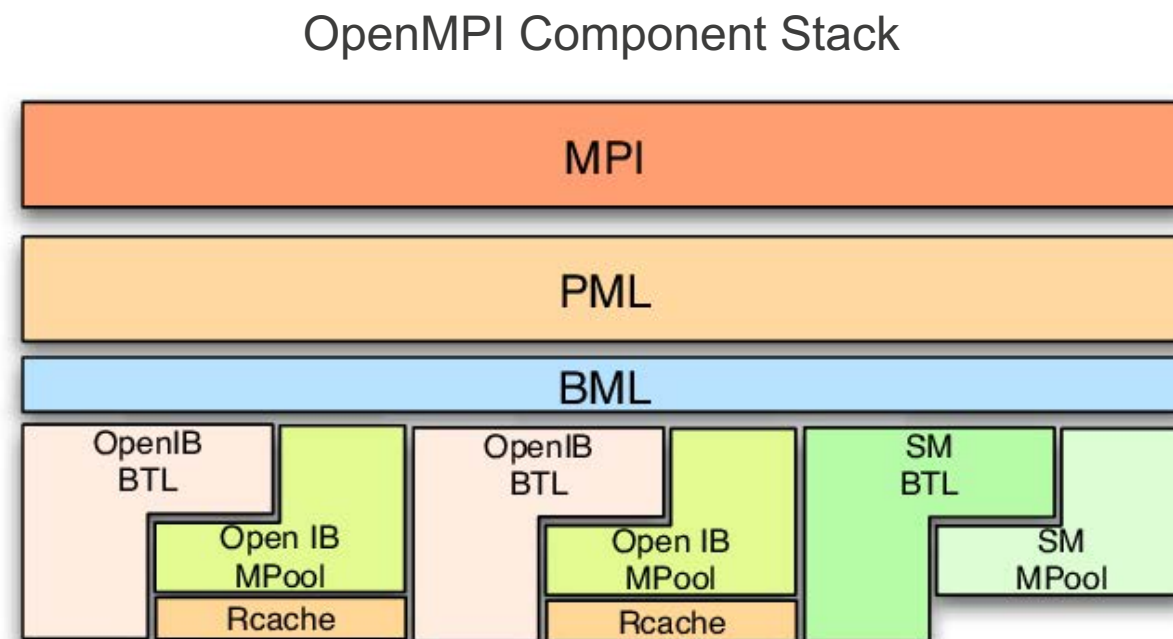 OpenMPI Component Stack
MPI
PML
BML
OpenIB
BTL
Open IB
MPool
Rcache
OpenIB
BTL
Open IB
MPool
Rcache
SM
BTL
SM
MPool